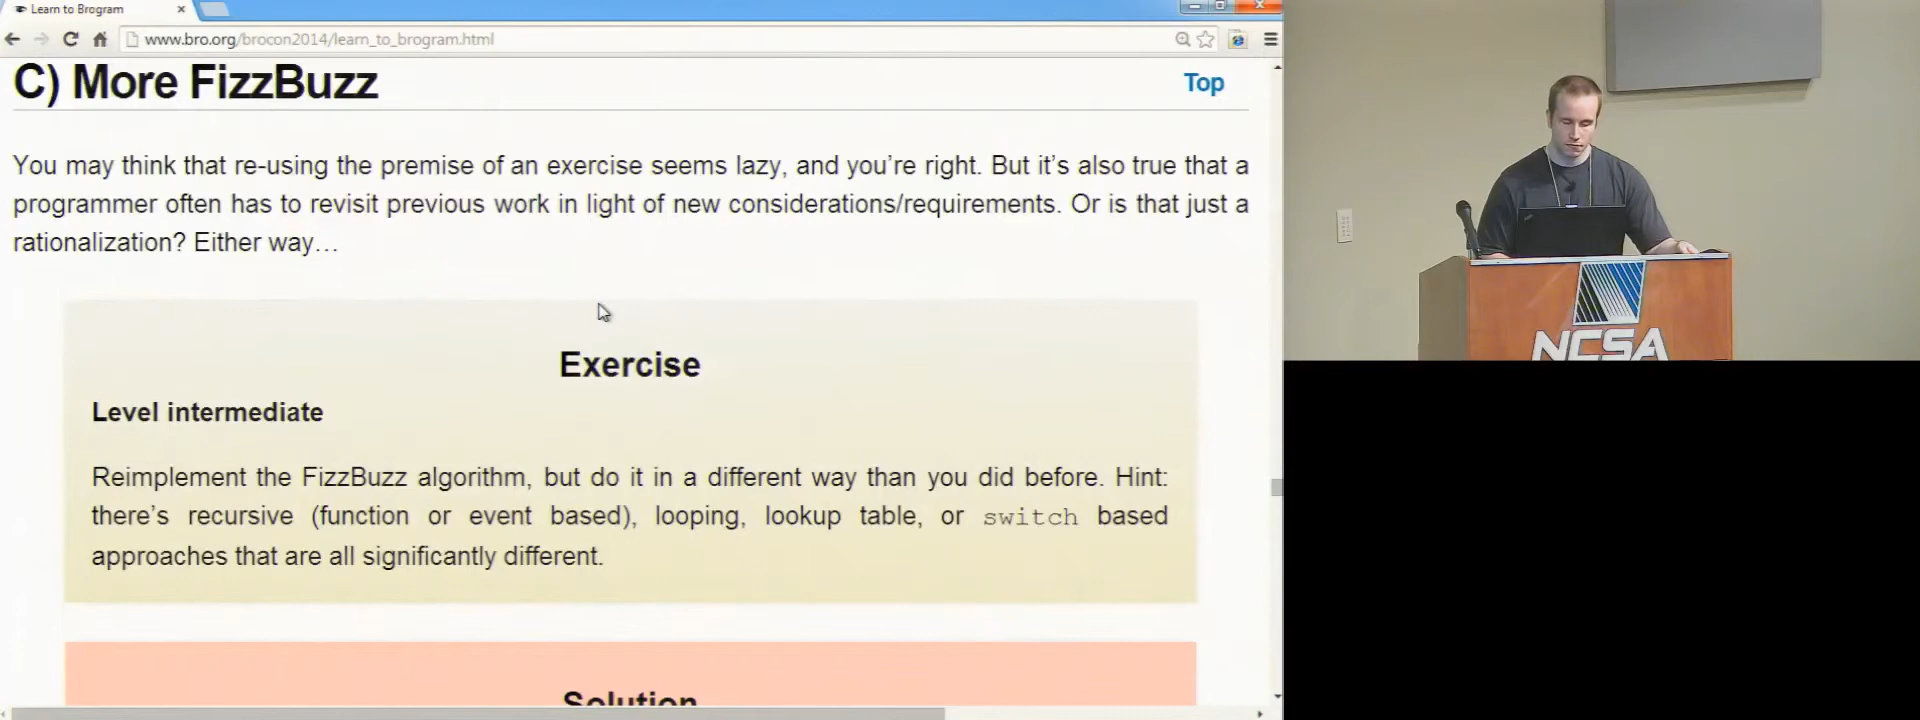 Learn to Brogram
www.bro.org/brocon2014/learn_to_brogram.html
C) More FizzBuzz
Top
You may think that re-using the premise of an exercise seems lazy, and you're right. But it's also true that a
programmer often has to revisit previous work in light of new considerations/requirements. Or is that just a
rationalization? Either way…
Exercise
Level intermediate
Reimplement the FizzBuzz algorithm, but do it in a different way than you did before. Hint:
there's recursive (function or event based), looping, lookup table, or switch based
approaches that are all significantly different.
Solution
NCSA